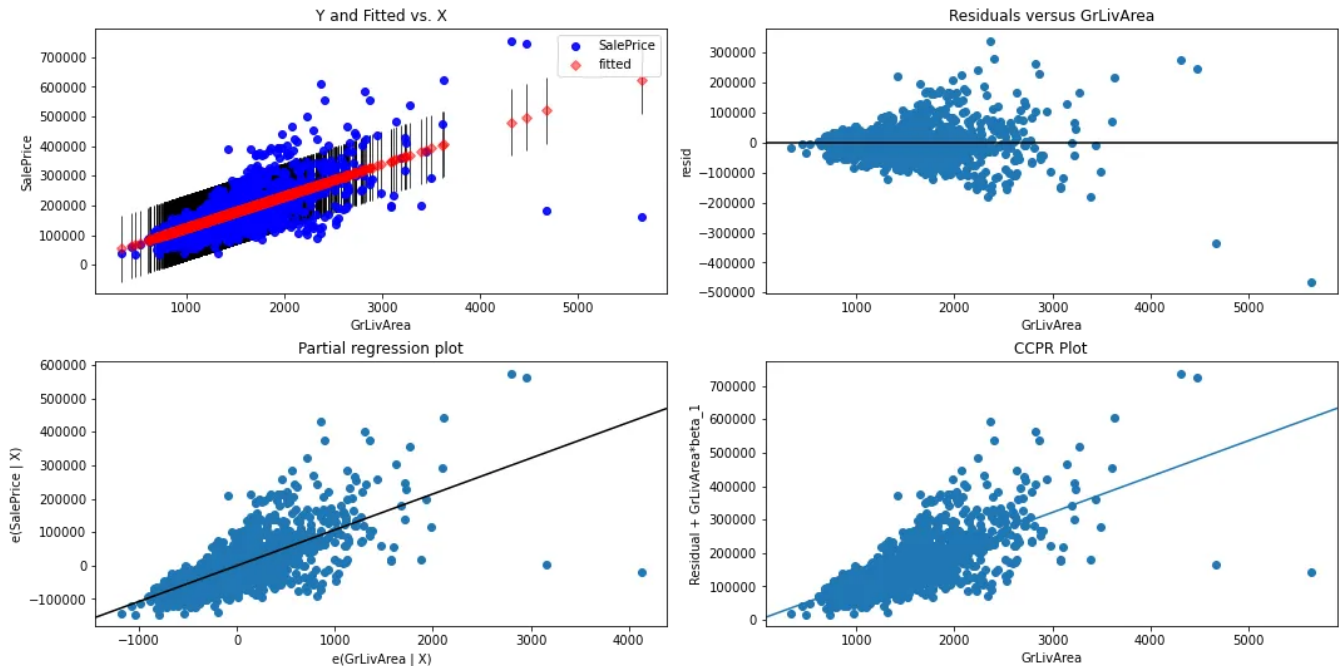 Y and Fitted vs. X
SalePrice
fitted
700000
600000
500000
400000
300000
200000
100000
0
SalePrice
1000 2000 3000 4000 5000
GrLivArea
Residuals versus GrLivArea
300000
200000
100000
0
−100000
−200000
−300000
−400000
−500000
resid
1000 2000 3000 4000 5000
GrLivArea
Partial regression plot
600000
500000
400000
300000
200000
100000
0
−100000
e(SalePrice | X)
−1000 0 1000 2000 3000 4000
e(GrLivArea | X)
CCPR Plot
700000
600000
500000
400000
300000
200000
100000
0
Residual + GrLivArea*beta_1
1000 2000 3000 4000 5000
GrLivArea